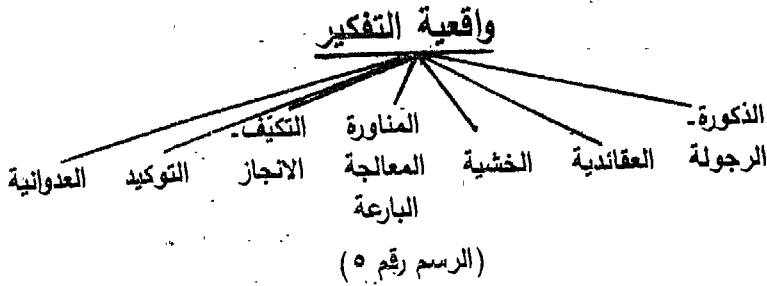 واقعية التفكير
الذكورة-
الرجولة
العقائدية
الخشية
المناورة
المعالجة
البارعة
التكيّف-
الانجاز
التوكيد
العدوانية
(الرسم رقم ٥)